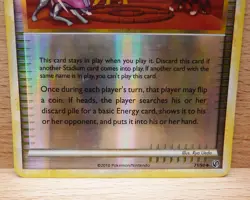 This card stays in play when you play it. Discard this card if
another Stadium card comes into play. If another card with the
same name is in play, you can't play this card.
Once during each player's turn, that player may flip
a coin. If heads, the player searches his or her
discard pile for a basic Energy card, shows it to his
or her opponent, and puts it into his or her hand.
Illus. Ryo Ueda
©2010 Pokémon/Nintendo